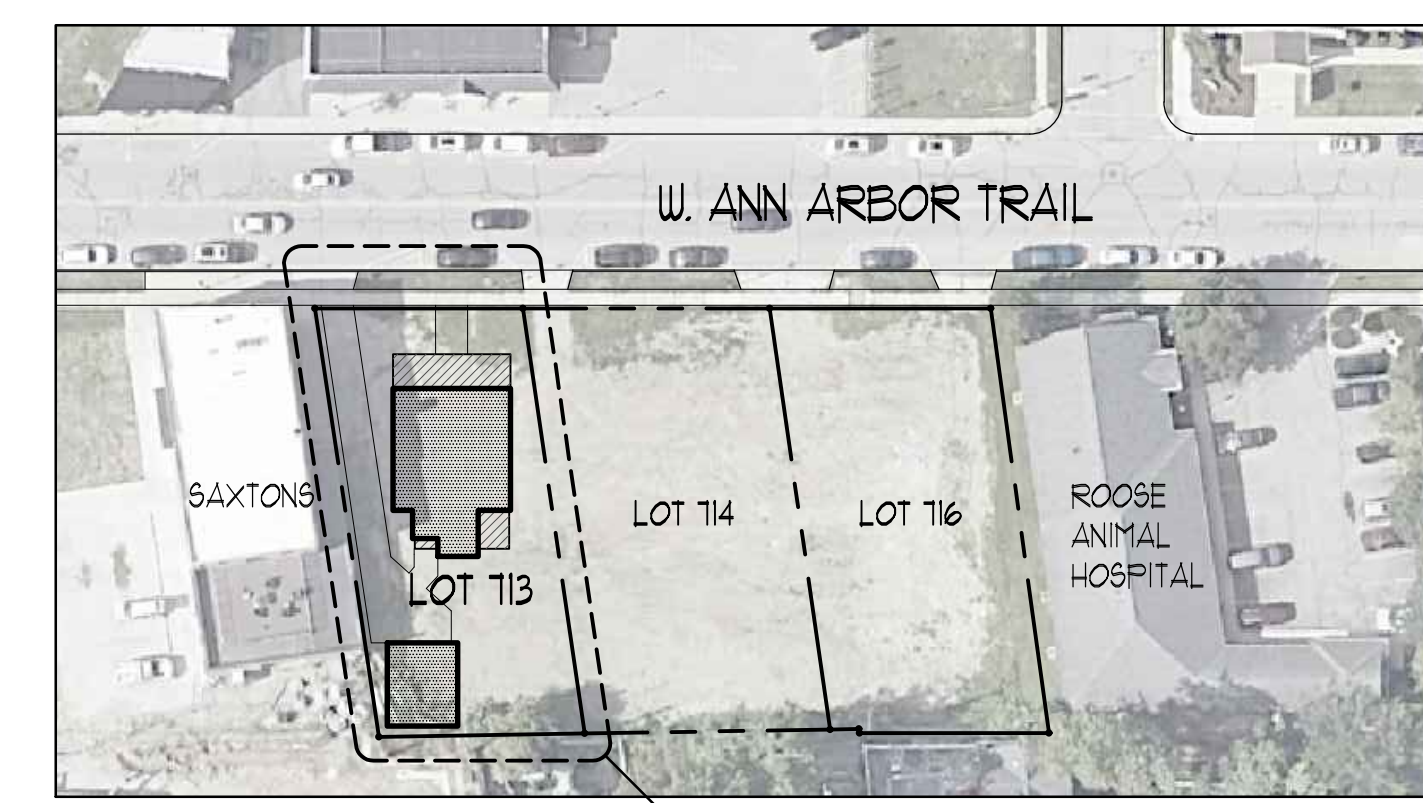 W. ANN ARBOR TRAIL
SAXTONS
LOT 713
LOT 714
LOT 716
ROOSE
ANIMAL
HOSPITAL